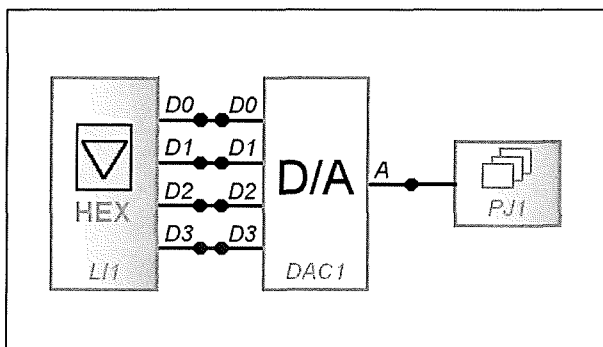 D0 D0
D1 D1
D2 D2
D3 D3
HEX
LI1
D/A
DAC1
A
PJ1